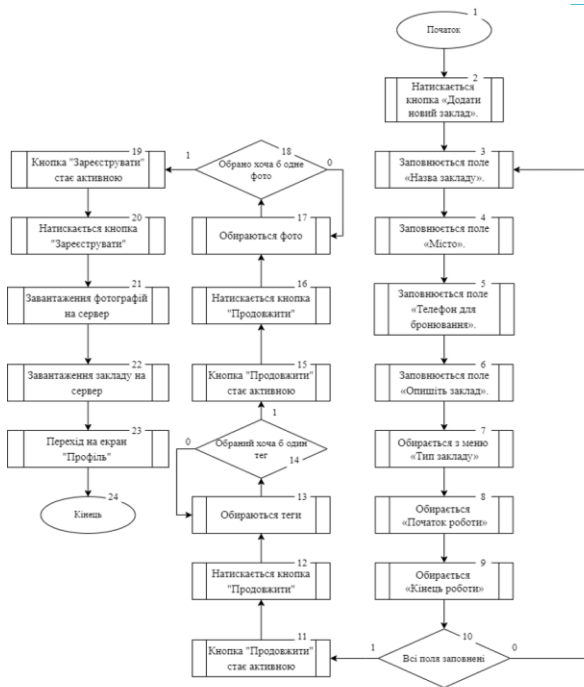 1
Початок
2
Натискається
кнопка «Додати
новий заклад».
3
Заповнюється поле
«Назва закладу».
4
Заповнюється поле
«Місто».
5
Заповнюється поле
«Телефон для
бронювання».
6
Заповнюється поле
«Опишіть заклад».
7
Обирається з меню
«Тип закладу»
8
Обирається
«Початок роботи»
9
Обирається
«Кінець роботи»
10
Всі поля заповнені
1
0
11
Кнопка "Продовжити"
стає активною
12
Натискається кнопка
"Продовжити"
13
Обираються теги
14
Обраний хоча б один
тег
0
1
15
Кнопка "Продовжити"
стає активною
16
Натискається кнопка
"Продовжити"
17
Обираються фото
18
Обрано хоча б одне
фото
1
0
19
Кнопка "Зареєструвати"
стає активною
20
Натискається кнопка
"Зареєструвати"
21
Завантаження фотографій
на сервер
22
Завантаження закладу на
сервер
23
Перехід на екран
"Профіль"
24
Кінець